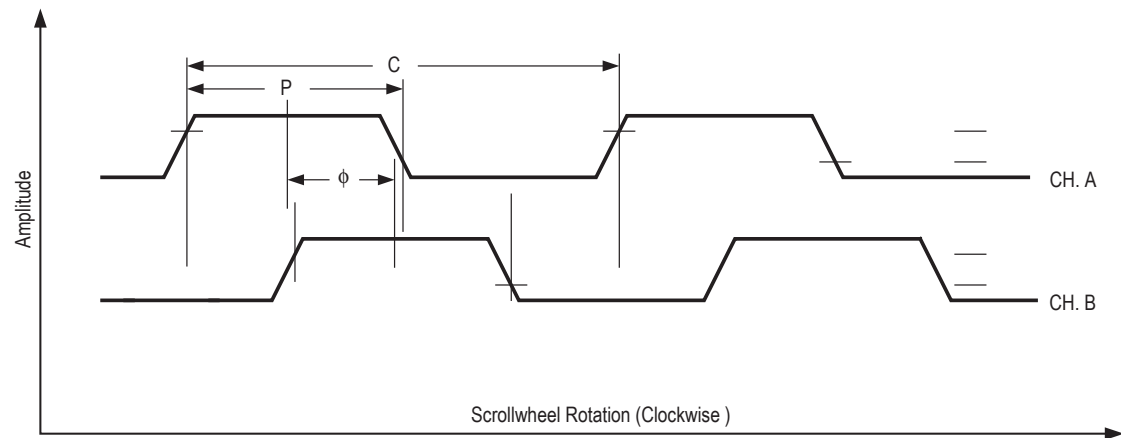 C
P
ϕ
CH. A
Amplitude
CH. B
Scrollwheel Rotation (Clockwise )